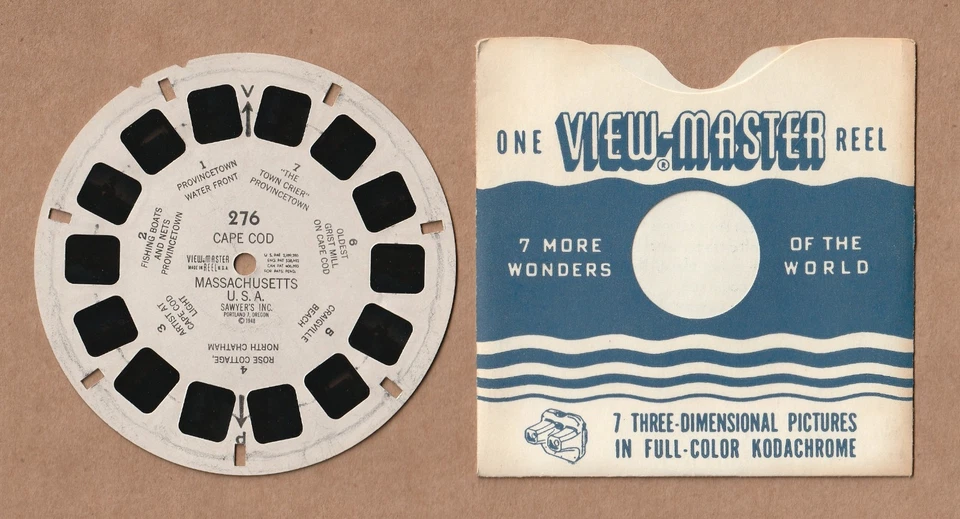 V
1
PROVINCETOWN
WATER FRONT
7
"THE
TOWN CRIER"
PROVINCETOWN
2
FISHING BOATS
AND NETS
PROVINCETOWN
276
CAPE COD
6
OLDEST
GRIST MILL
ON CAPE COD
VIEW-MASTER
MADE IN REEL U.S.A.
MASSACHUSETTS
U.S.A.
SAWYER'S INC.
PORTLAND 7, OREGON
© 1948
3
ARTIST AT
CAPE COD
LIGHT
5
CRAIGVILLE
BEACH
4
ROSE COTTAGE,
NORTH CHATHAM
ONE VIEW-MASTER® REEL
7 MORE
WONDERS
OF THE
WORLD
7 THREE-DIMENSIONAL PICTURES
IN FULL-COLOR KODACHROME